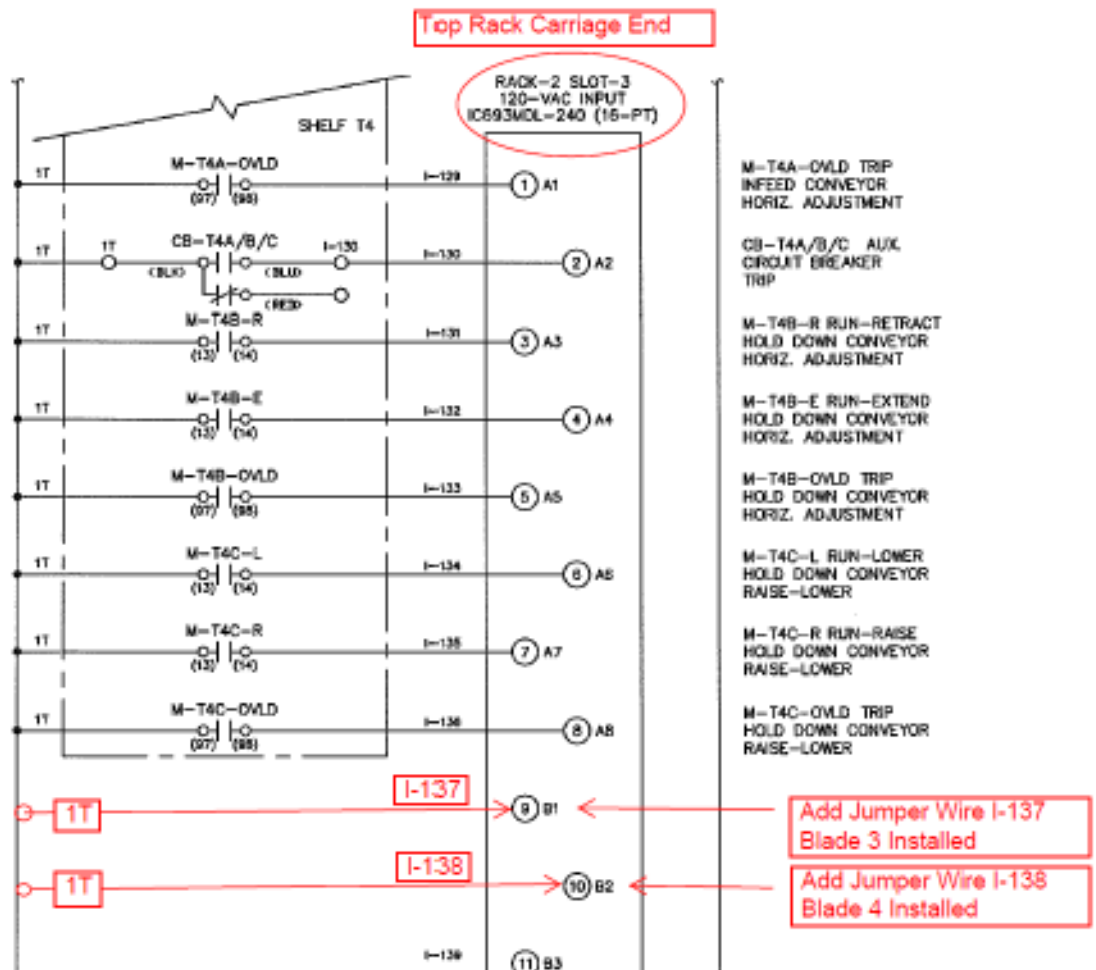 Top Rack Carriage End
RACK-2 SLOT-3
120-VAC INPUT
IC693MDL-240 (16-PT)
SHELF T4
1T
M-T4A-OVLD
(97) (98)
I-129
1 A1
M-T4A-OVLD TRIP
INFEED CONVEYOR
HORIZ. ADJUSTMENT
1T
1T
CB-T4A/B/C
I-130
(BLK)
(BLU)
(RED)
I-130
2 A2
CB-T4A/B/C AUX.
CIRCUIT BREAKER
TRIP
1T
M-T4B-R
(13) (14)
I-131
3 A3
M-T4B-R RUN-RETRACT
HOLD DOWN CONVEYOR
HORIZ. ADJUSTMENT
1T
M-T4B-E
(13) (14)
I-132
4 A4
M-T4B-E RUN-EXTEND
HOLD DOWN CONVEYOR
HORIZ. ADJUSTMENT
1T
M-T4B-OVLD
(97) (98)
I-133
5 A5
M-T4B-OVLD TRIP
HOLD DOWN CONVEYOR
HORIZ. ADJUSTMENT
1T
M-T4C-L
(13) (14)
I-134
6 A6
M-T4C-L RUN-LOWER
HOLD DOWN CONVEYOR
RAISE-LOWER
1T
M-T4C-R
(13) (14)
I-135
7 A7
M-T4C-R RUN-RAISE
HOLD DOWN CONVEYOR
RAISE-LOWER
1T
M-T4C-OVLD
(97) (98)
I-136
8 A8
M-T4C-OVLD TRIP
HOLD DOWN CONVEYOR
RAISE-LOWER
1T
I-137
9 B1
Add Jumper Wire I-137
Blade 3 Installed
1T
I-138
10 B2
Add Jumper Wire I-138
Blade 4 Installed
I-139
11 B3